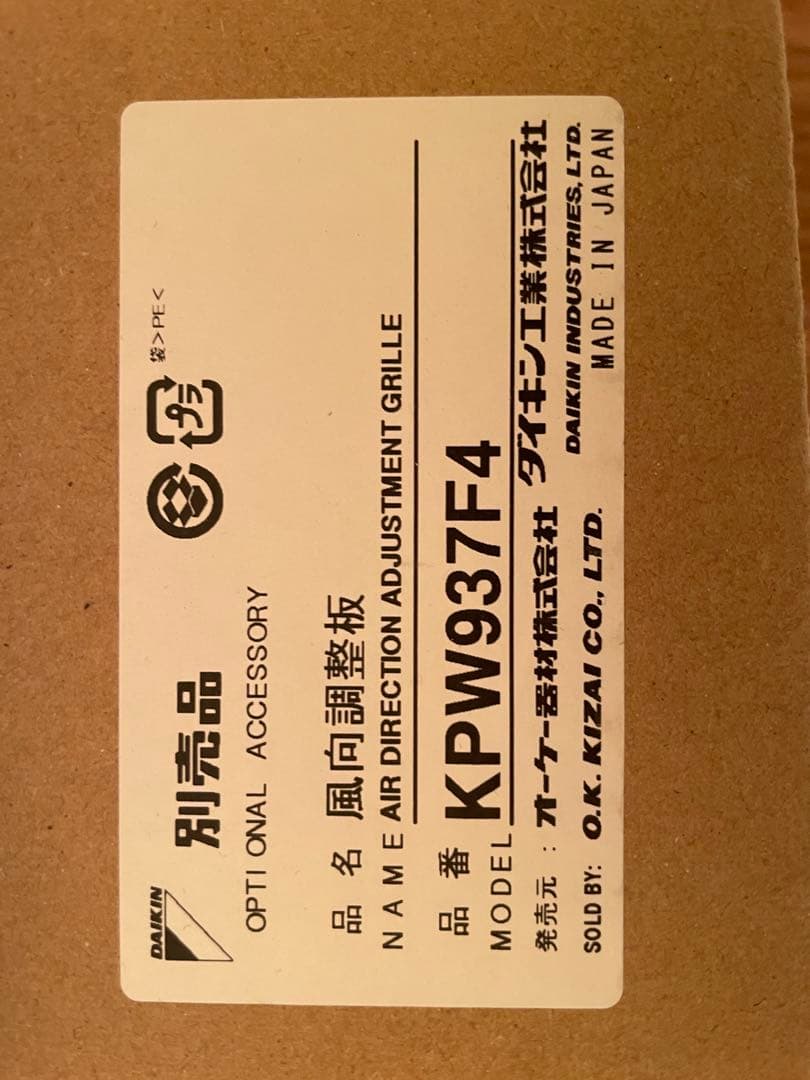 DAIKIN
別売品
OPTIONAL ACCESSORY
プラ
袋>PE<
品名 風向調整板
NAME AIR DIRECTION ADJUSTMENT GRILLE
品番 KPW937F4
MODEL
発売元: オーケー器材株式会社 ダイキン工業株式会社
SOLD BY: O.K. KIZAI CO., LTD. DAIKIN INDUSTRIES, LTD.
MADE IN JAPAN